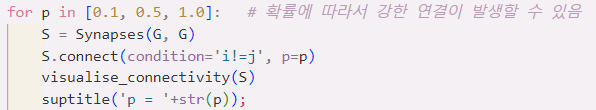 for p in [0.1, 0.5, 1.0]:   # 확률에 따라서 강한 연결이 발생할 수 있음
    S = Synapses(G, G)
    S.connect(condition='i!=j', p=p)
    visualise_connectivity(S)
    suptitle('p = '+str(p));